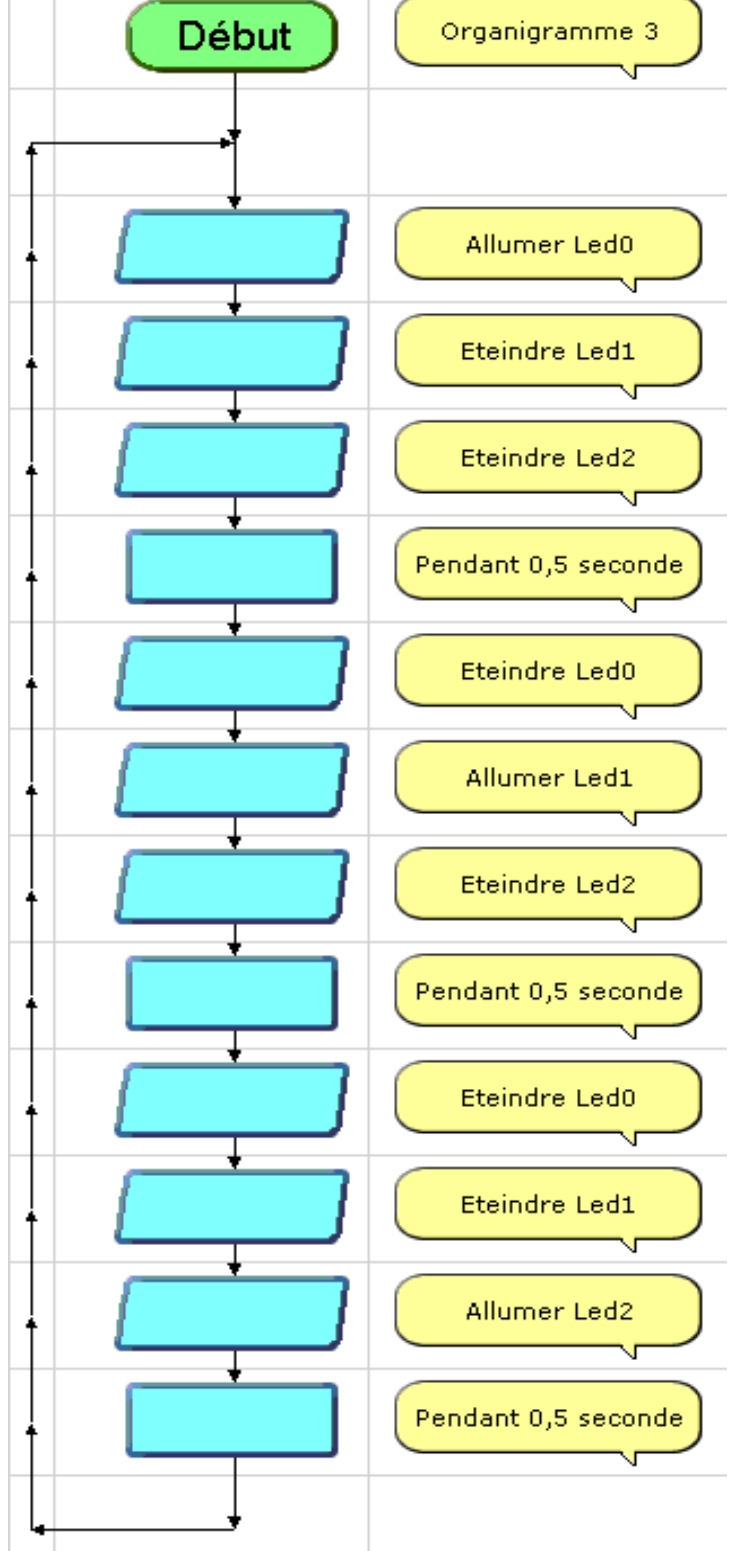 Début
Organigramme 3
Allumer Led0
Eteindre Led1
Eteindre Led2
Pendant 0,5 seconde
Eteindre Led0
Allumer Led1
Eteindre Led2
Pendant 0,5 seconde
Eteindre Led0
Eteindre Led1
Allumer Led2
Pendant 0,5 seconde